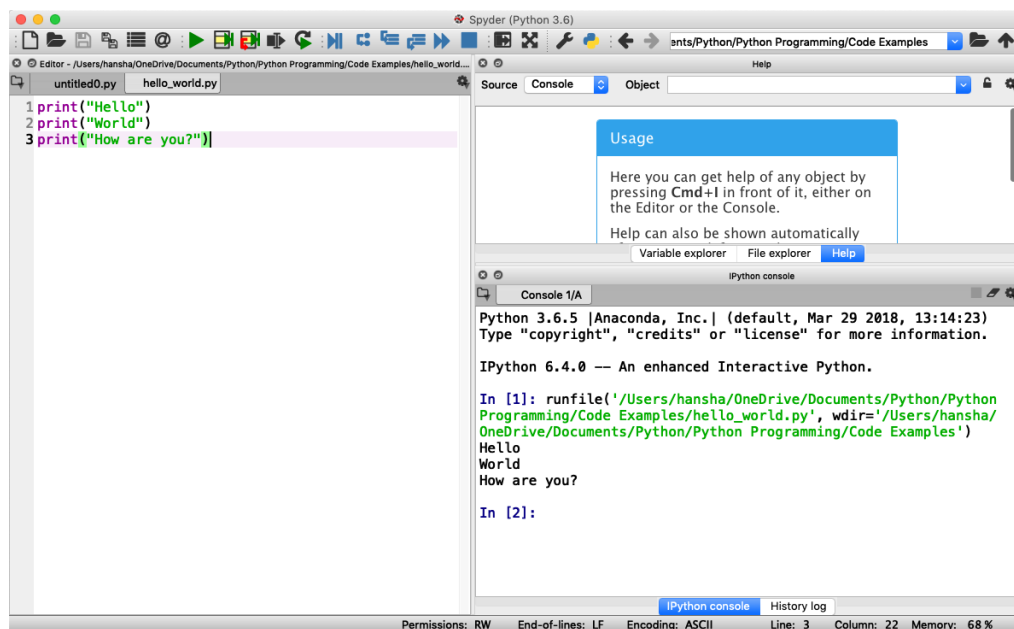 Spyder (Python 3.6)
ents/Python/Python Programming/Code Examples
Editor - /Users/hansha/OneDrive/Documents/Python/Python Programming/Code Examples/hello_world....
untitled0.py hello_world.py
1 print("Hello")
2 print("World")
3 print("How are you?")
Help
Source Console Object
Usage
Here you can get help of any object by
pressing Cmd+I in front of it, either on
the Editor or the Console.
Help can also be shown automatically
Variable explorer File explorer Help
IPython console
Console 1/A
Python 3.6.5 |Anaconda, Inc.| (default, Mar 29 2018, 13:14:23)
Type "copyright", "credits" or "license" for more information.
IPython 6.4.0 -- An enhanced Interactive Python.
In [1]: runfile('/Users/hansha/OneDrive/Documents/Python/Python
Programming/Code Examples/hello_world.py', wdir='/Users/hansha/
OneDrive/Documents/Python/Python Programming/Code Examples')
Hello
World
How are you?
In [2]:
IPython console History log
Permissions: RW End-of-lines: LF Encoding: ASCII Line: 3 Column: 22 Memory: 68 %